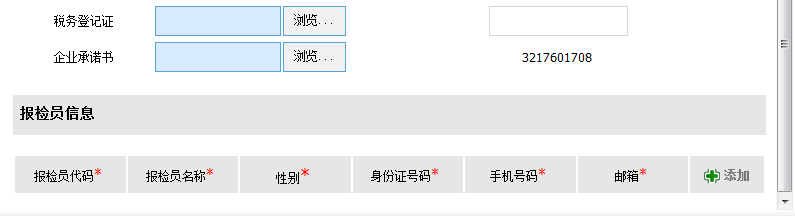 税务登记证 浏览...
企业承诺书 浏览... 3217601708
报检员信息
报检员代码* 报检员名称* 性别* 身份证号码* 手机号码* 邮箱* 添加